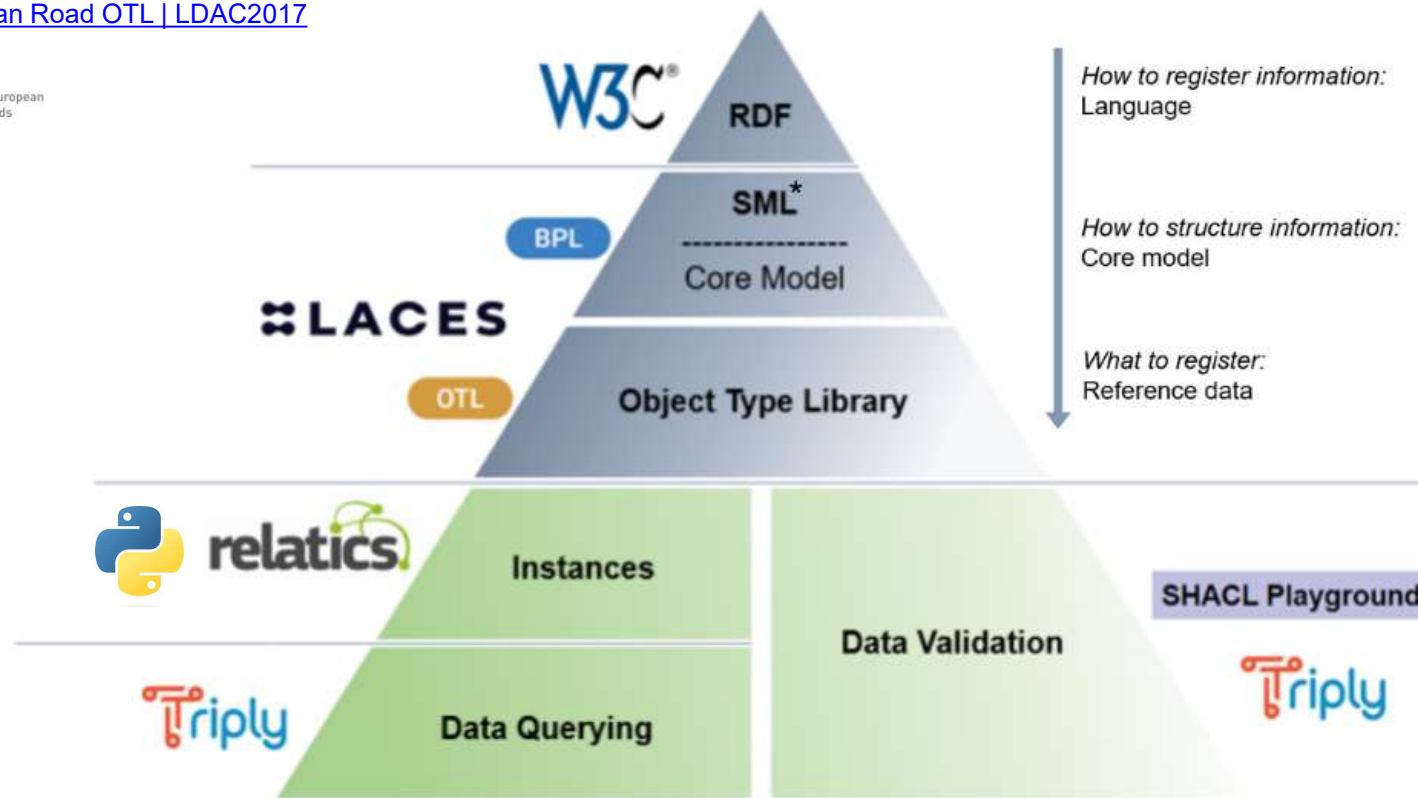 an Road OTL | LDAC2017
uropean
ds
W3C®
RDF
How to register information:
Language
SML*
----------------
Core Model
BPL
How to structure information:
Core model
LACES
OTL
Object Type Library
What to register:
Reference data
relatics
Instances
Data Validation
SHACL Playground
Triply
Data Querying
Triply